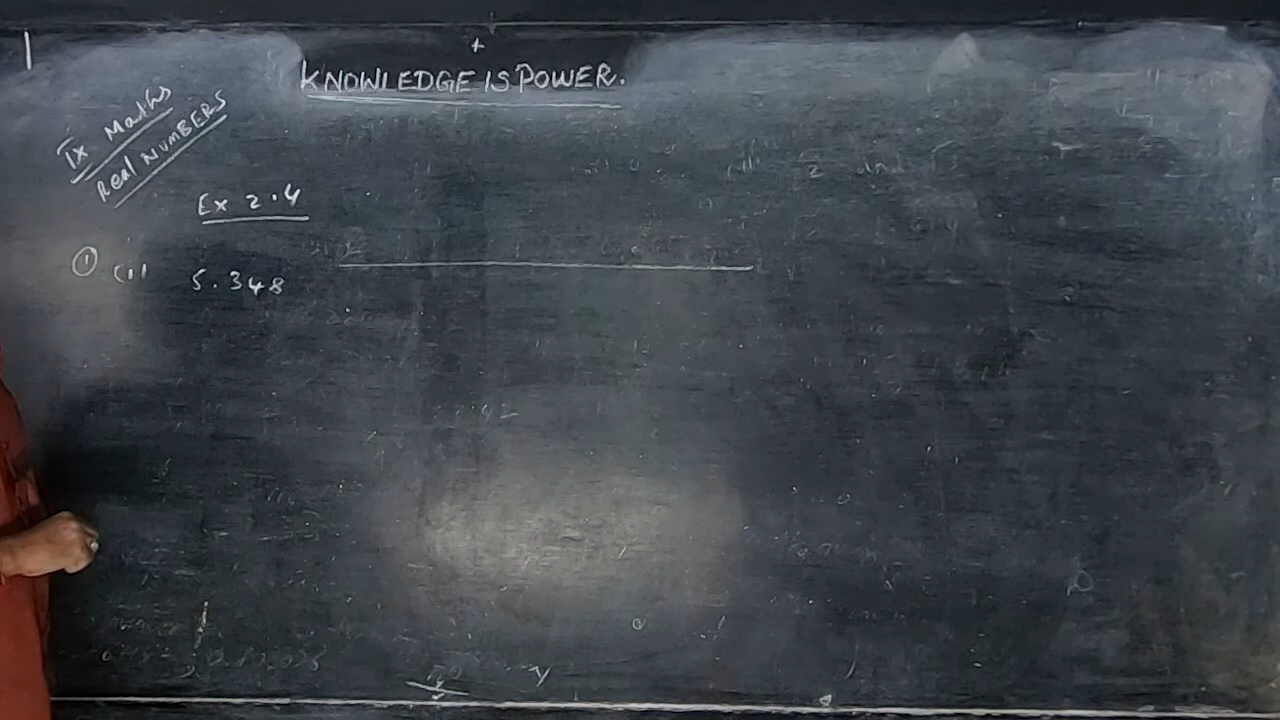 KNOWLEDGE IS POWER.
IX Maths
Real NUMBERS
Ex 2.4
① (i) 5.348